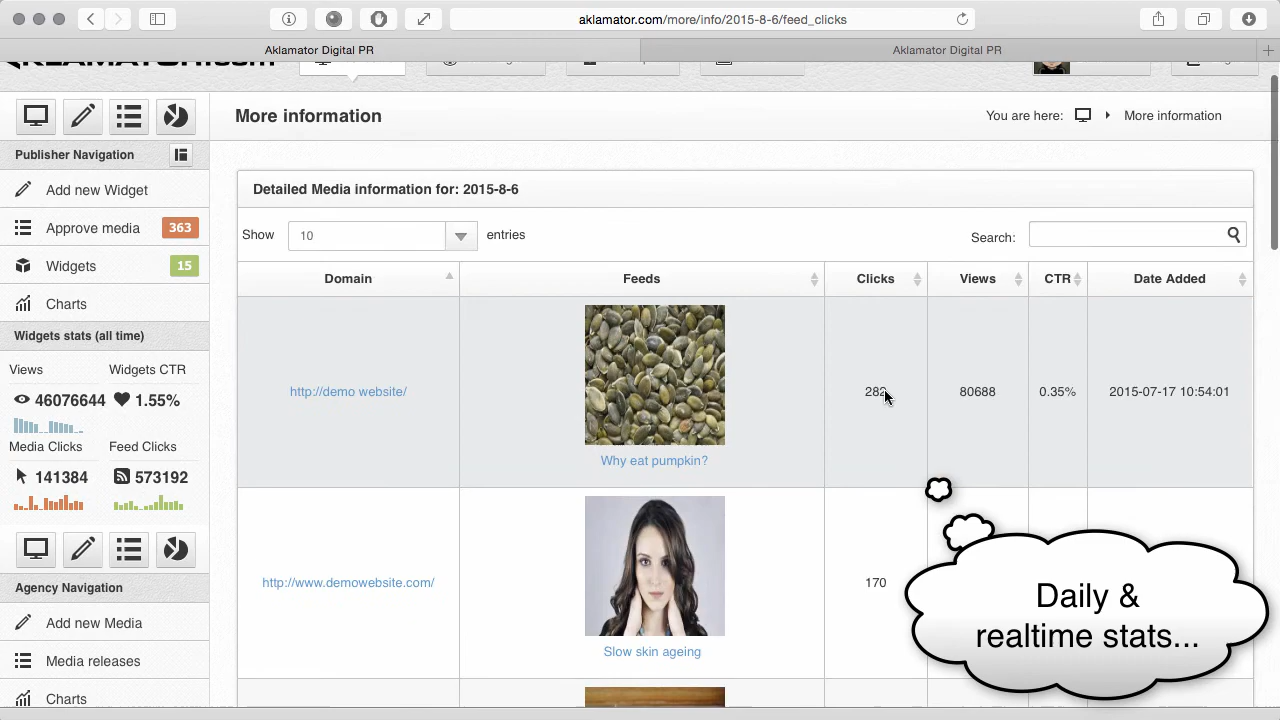 aklamator.com/more/info/2015-8-6/feed_clicks
Aklamator Digital PR
Aklamator Digital PR
More information
You are here:
More information
Publisher Navigation
Add new Widget
Approve media 363
Widgets 15
Charts
Widgets stats (all time)
Views Widgets CTR
46076644 1.55%
Media Clicks Feed Clicks
141384 573192
Agency Navigation
Add new Media
Media releases
Charts
Detailed Media information for: 2015-8-6
Show 10 entries
Search:
Domain Feeds Clicks Views CTR Date Added
http://demo website/ 282 80688 0.35% 2015-07-17 10:54:01
Why eat pumpkin?
http://www.demowebsite.com/ 170
Slow skin ageing
Daily &
realtime stats...